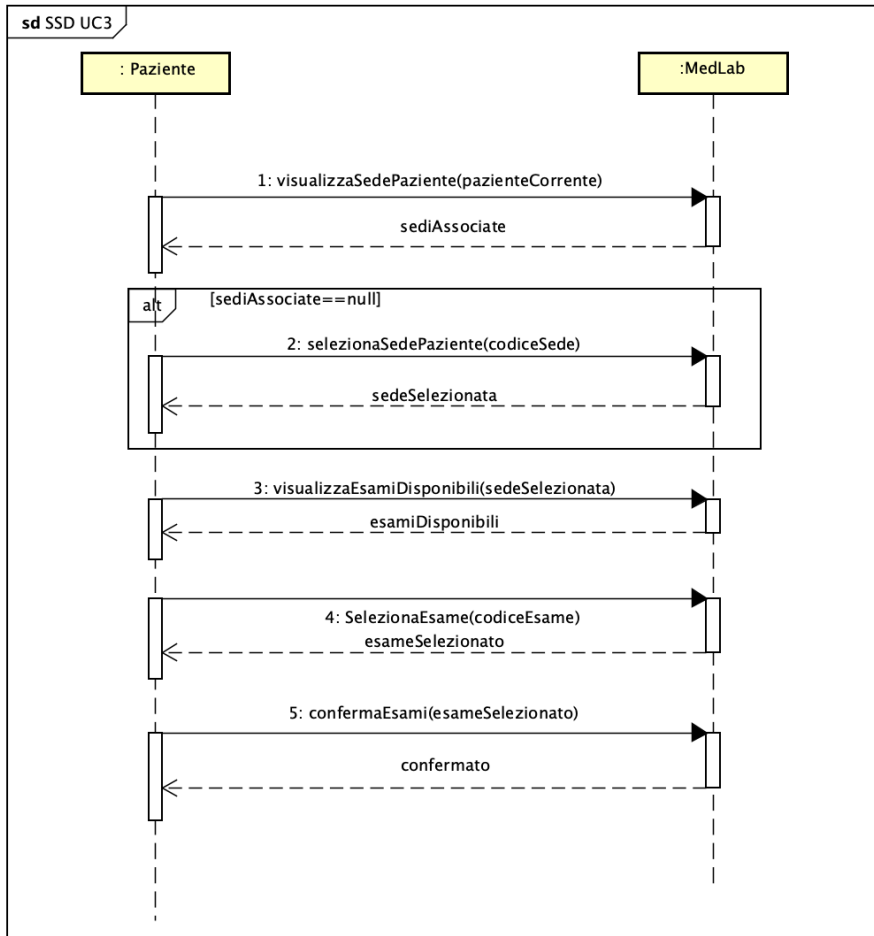 sd SSD UC3
: Paziente
:MedLab
1: visualizzaSedePaziente(pazienteCorrente)
sediAssociate
alt
[sediAssociate==null]
2: selezionaSedePaziente(codiceSede)
sedeSelezionata
3: visualizzaEsamiDisponibili(sedeSelezionata)
esamiDisponibili
4: SelezionaEsame(codiceEsame)
esameSelezionato
5: confermaEsami(esameSelezionato)
confermato